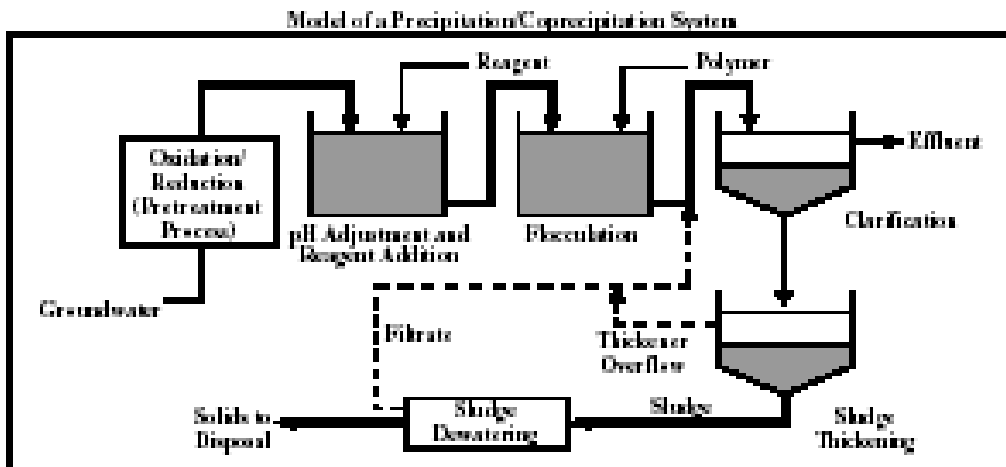 Model of a Precipitation/Coprecipitation System
Reagent
Polymer
Oxidation/
Reduction
(Pretreatment
Process)
Effluent
pH Adjustment and
Reagent Addition
Flocculation
Clarification
Groundwater
Filtrate
Thickener
Overflow
Solids to
Disposal
Sludge
Dewatering
Sludge
Sludge
Thickening